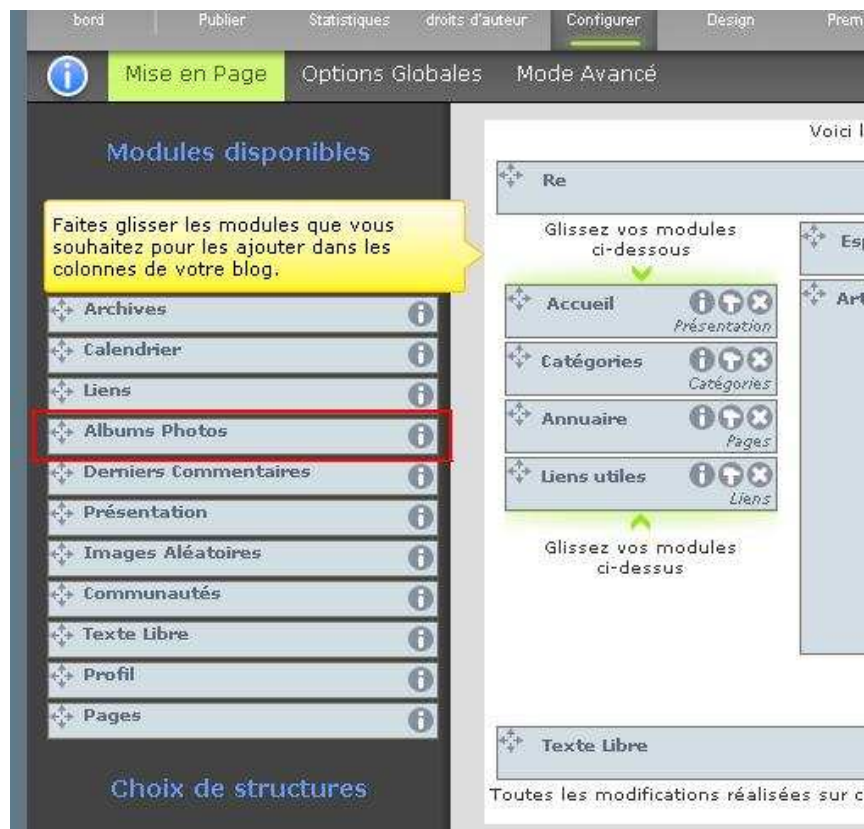 bord Publier Statistiques droits d'auteur Configurer Design Prem
Mise en Page Options Globales Mode Avancé
Modules disponibles
Faites glisser les modules que vous
souhaitez pour les ajouter dans les
colonnes de votre blog.
Archives
Calendrier
Liens
Albums Photos
Derniers Commentaires
Présentation
Images Aléatoires
Communautés
Texte Libre
Profil
Pages
Choix de structures
Voici l
Re
Glissez vos modules
ci-dessous
Accueil
Présentation
Catégories
Catégories
Annuaire
Pages
Liens utiles
Liens
Glissez vos modules
ci-dessus
Esp
Art
Texte Libre
Toutes les modifications réalisées sur c